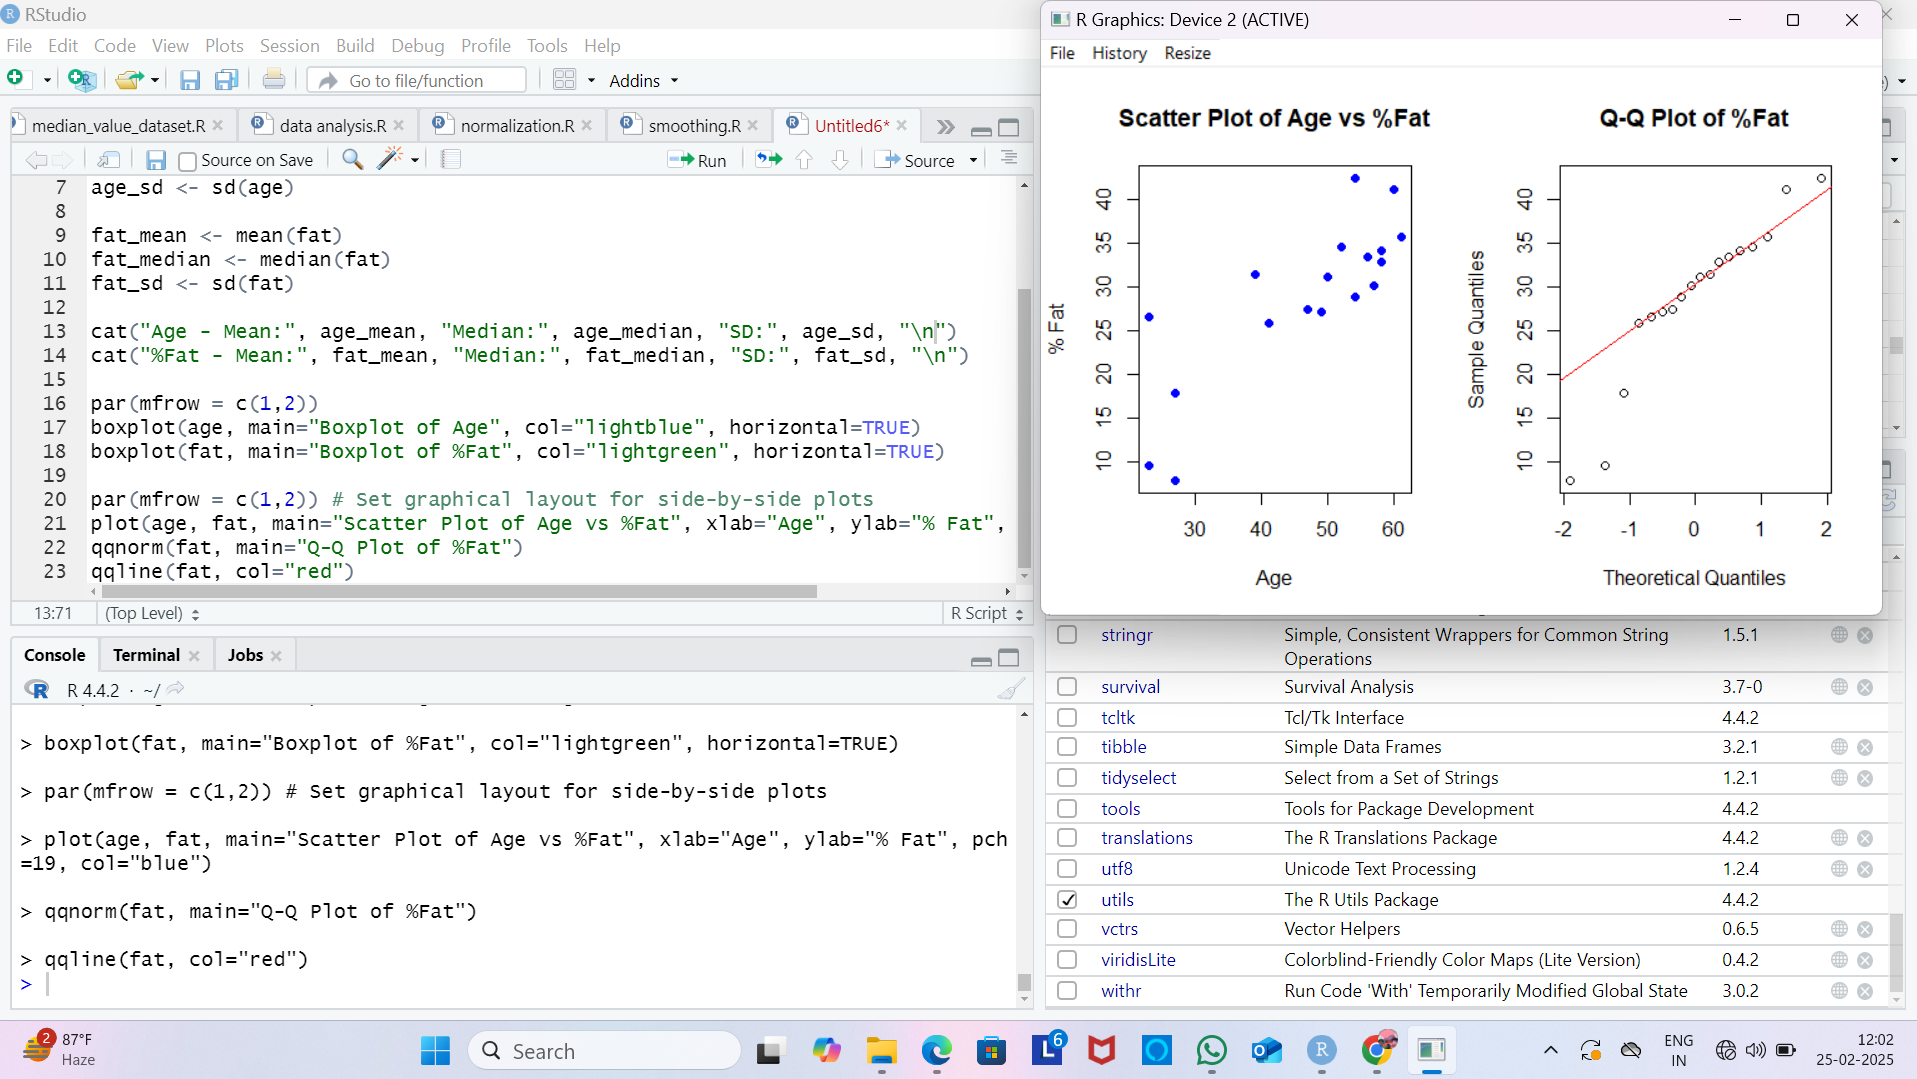 RStudio
File Edit Code View Plots Session Build Debug Profile Tools Help
Go to file/function
Addins
median_value_dataset.R
data analysis.R
normalization.R
smoothing.R
Untitled6*
Source on Save
Run
Source
7 age_sd <- sd(age)
8
9 fat_mean <- mean(fat)
10 fat_median <- median(fat)
11 fat_sd <- sd(fat)
12
13 cat("Age - Mean:", age_mean, "Median:", age_median, "SD:", age_sd, "\n")
14 cat("%Fat - Mean:", fat_mean, "Median:", fat_median, "SD:", fat_sd, "\n")
15
16 par(mfrow = c(1,2))
17 boxplot(age, main="Boxplot of Age", col="lightblue", horizontal=TRUE)
18 boxplot(fat, main="Boxplot of %Fat", col="lightgreen", horizontal=TRUE)
19
20 par(mfrow = c(1,2)) # Set graphical layout for side-by-side plots
21 plot(age, fat, main="Scatter Plot of Age vs %Fat", xlab="Age", ylab="% Fat",
22 qqnorm(fat, main="Q-Q Plot of %Fat")
23 qqline(fat, col="red")
13:71
(Top Level)
R Script
Console
Terminal
Jobs
R 4.4.2 · ~/
> boxplot(fat, main="Boxplot of %Fat", col="lightgreen", horizontal=TRUE)
> par(mfrow = c(1,2)) # Set graphical layout for side-by-side plots
> plot(age, fat, main="Scatter Plot of Age vs %Fat", xlab="Age", ylab="% Fat", pch
=19, col="blue")
> qqnorm(fat, main="Q-Q Plot of %Fat")
> qqline(fat, col="red")
>
R Graphics: Device 2 (ACTIVE)
File History Resize
Scatter Plot of Age vs %Fat
% Fat
40
35
30
25
20
15
10
30 40 50 60
Age
Q-Q Plot of %Fat
Sample Quantiles
40
35
30
25
20
15
10
-2 -1 0 1 2
Theoretical Quantiles
stringr Simple, Consistent Wrappers for Common String 1.5.1
Operations
survival Survival Analysis 3.7-0
tcltk Tcl/Tk Interface 4.4.2
tibble Simple Data Frames 3.2.1
tidyselect Select from a Set of Strings 1.2.1
tools Tools for Package Development 4.4.2
translations The R Translations Package 4.4.2
utf8 Unicode Text Processing 1.2.4
utils The R Utils Package 4.4.2
vctrs Vector Helpers 0.6.5
viridisLite Colorblind-Friendly Color Maps (Lite Version) 0.4.2
withr Run Code 'With' Temporarily Modified Global State 3.0.2
2
87°F
Haze
Search
6
ENG
IN
12:02
25-02-2025